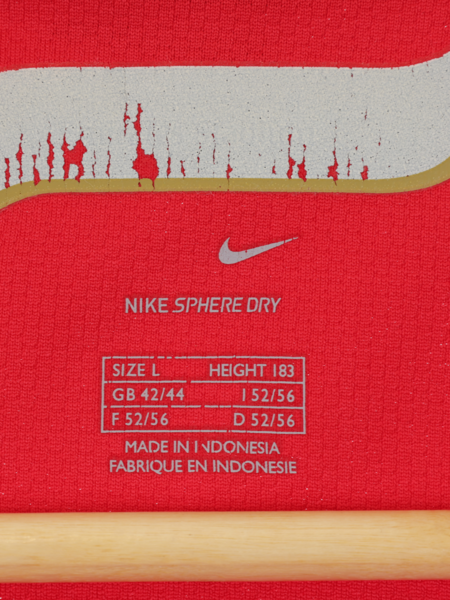 NIKE SPHERE DRY
SIZE L HEIGHT 183
GB 42/44 I 52/56
F 52/56 D 52/56
MADE IN INDONESIA
FABRIQUE EN INDONESIE